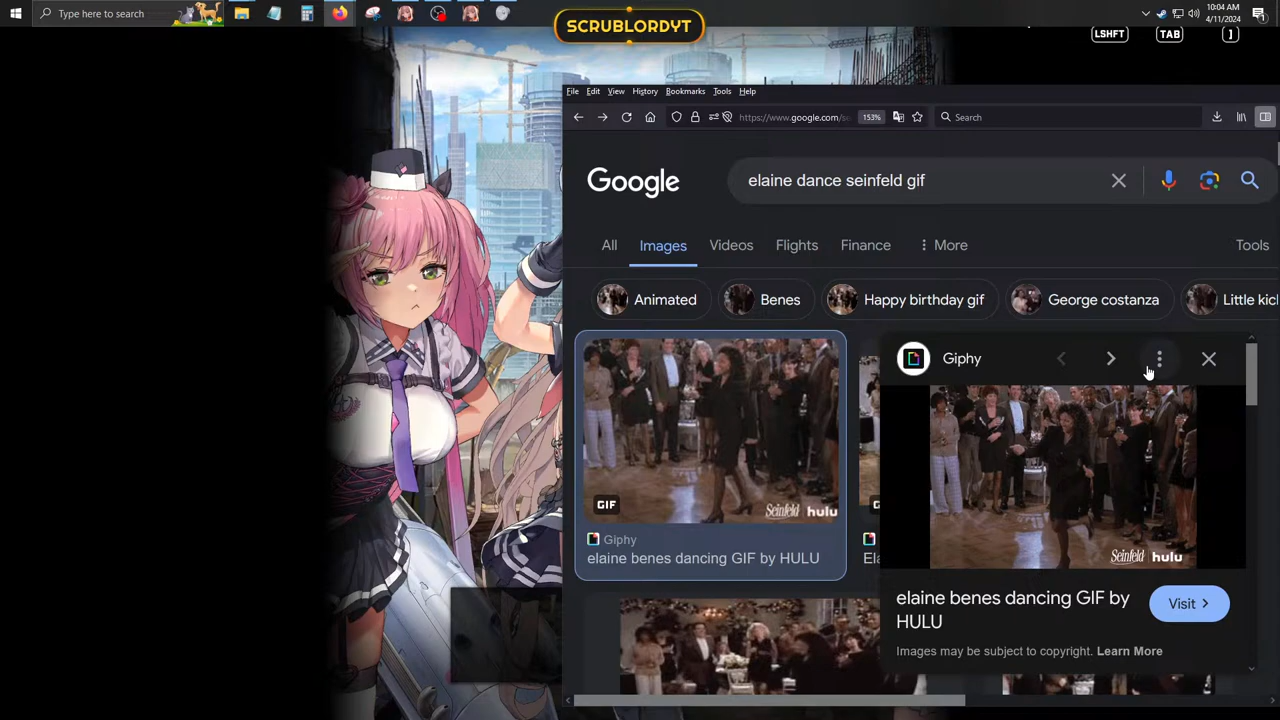 Type here to search
SCRUBLORDYT
10:04 AM
4/11/2024
1
LSHFT
TAB
]
File Edit View History Bookmarks Tools Help
https://www.google.com/se
153%
Search
Google
elaine dance seinfeld gif
All Images Videos Flights Finance More Tools
Animated Benes Happy birthday gif George costanza Little kic
Giphy
GIF
Seinfeld hulu
Giphy
elaine benes dancing GIF by HULU
Ela
Seinfeld hulu
elaine benes dancing GIF by
HULU
Visit
Images may be subject to copyright. Learn More